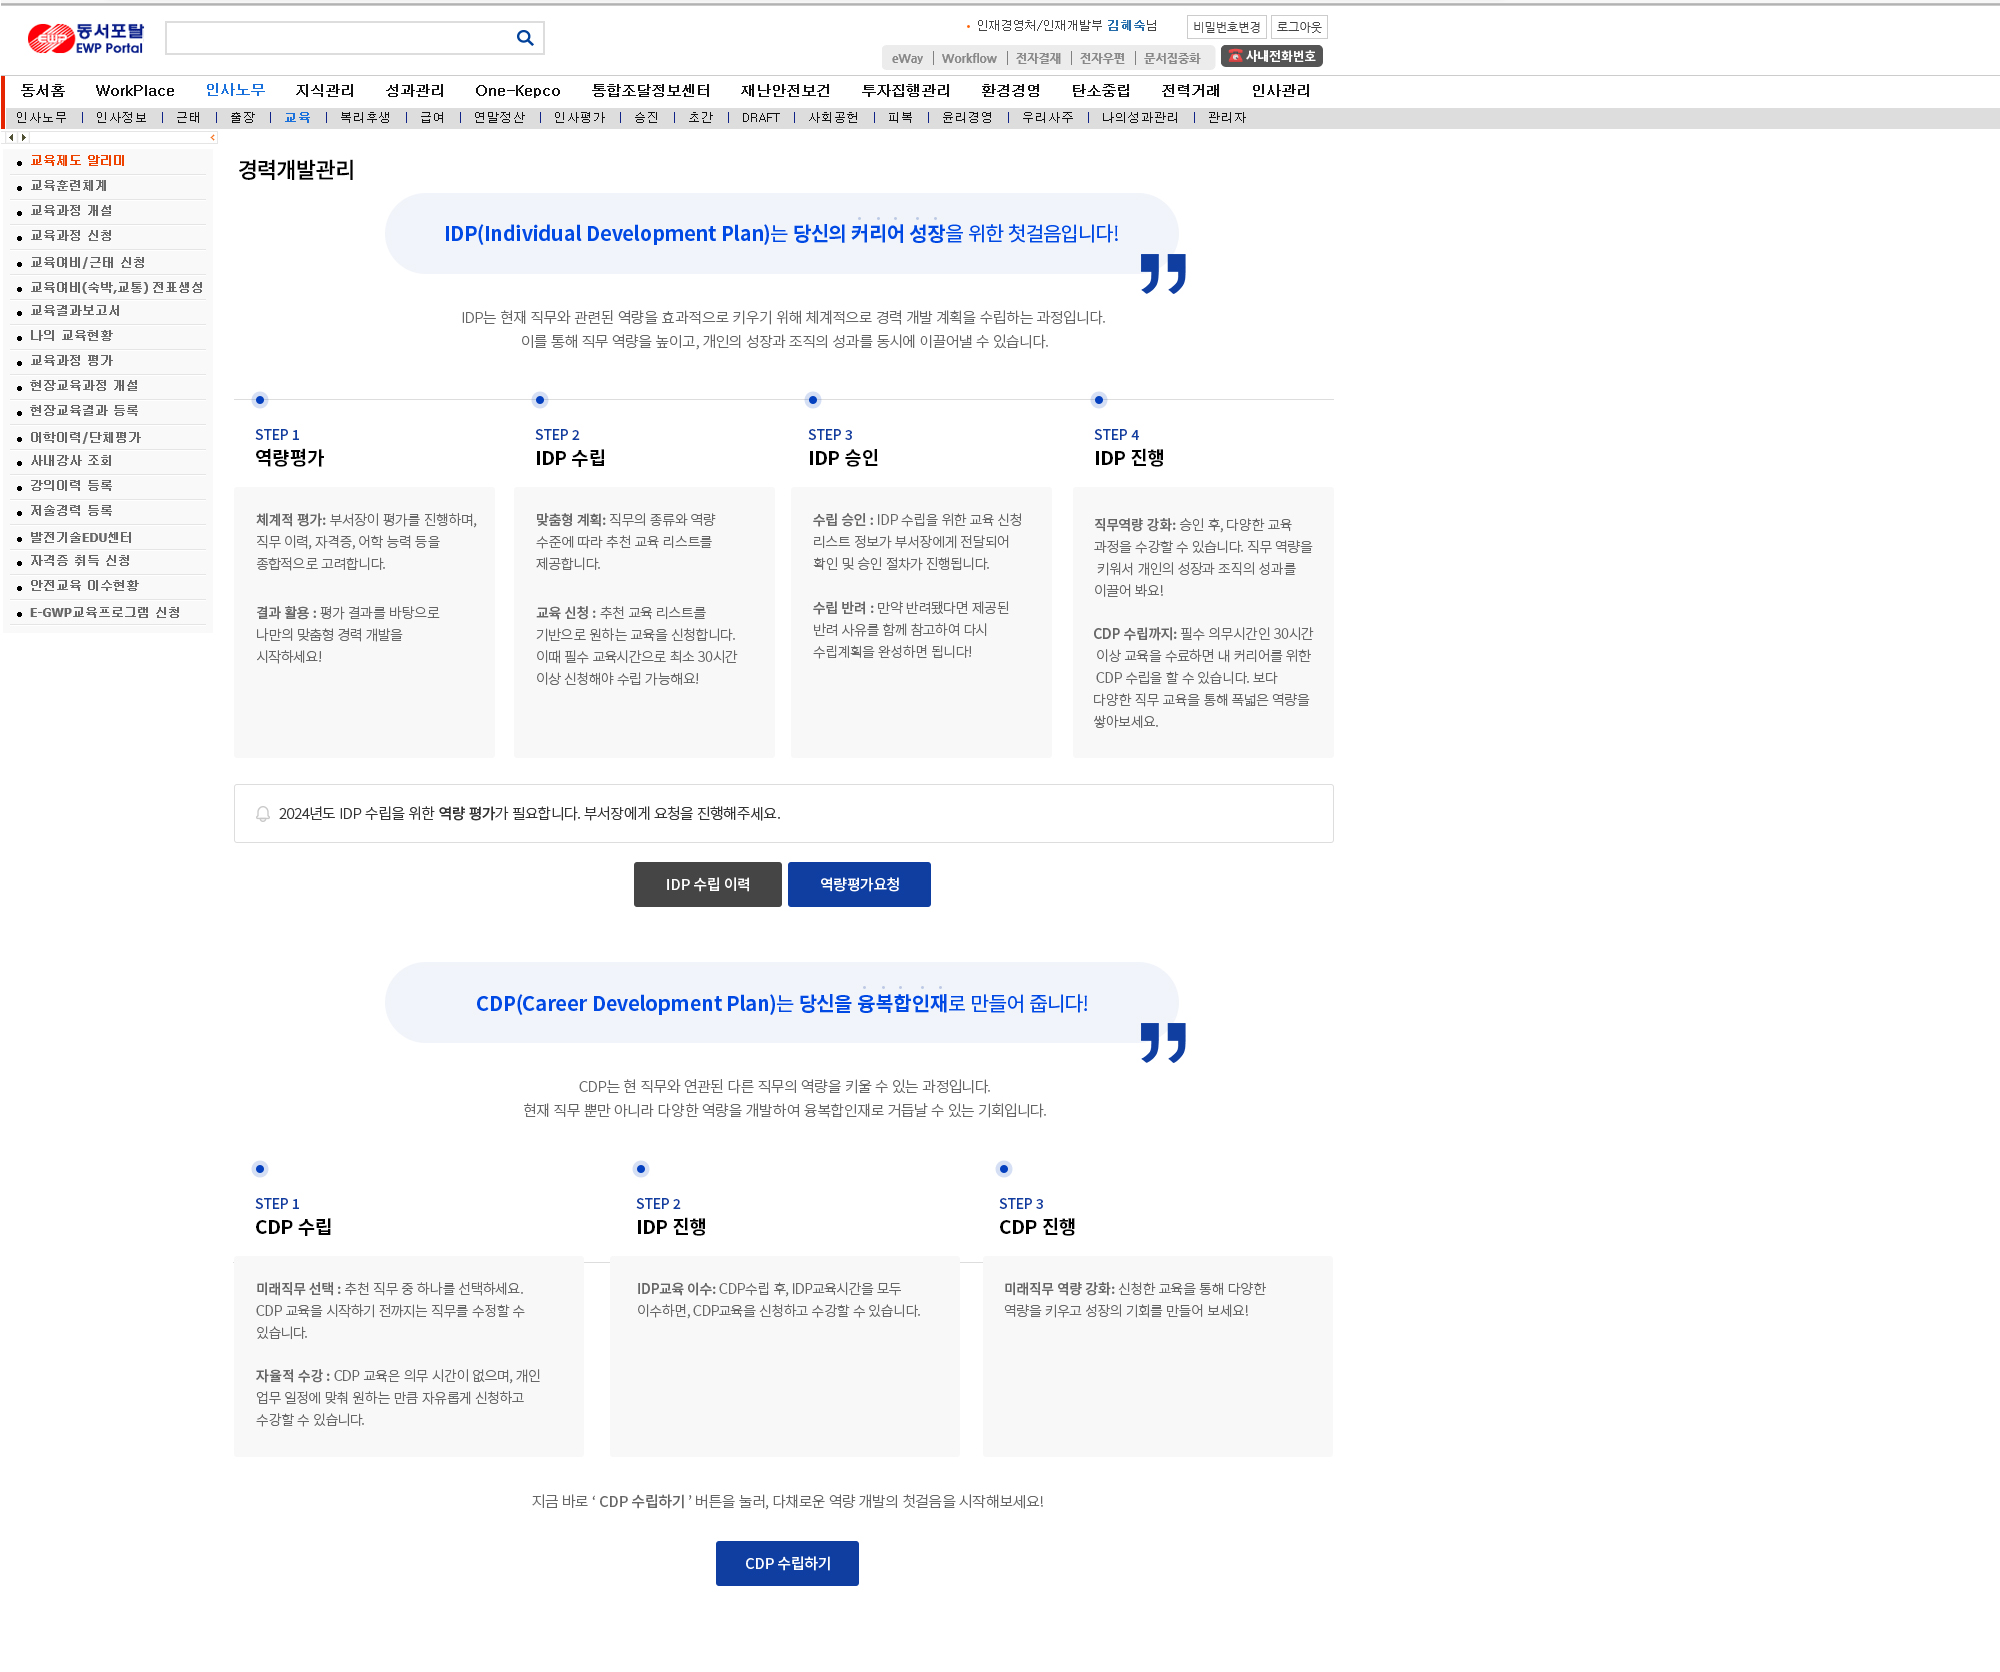 EWP
동서포탈
EWP Portal
인재경영처/인재개발부 김혜숙님
비밀번호변경
로그아웃
eWay | Workflow | 전자결재 | 전자우편 | 문서집중화
사내전화번호
동서홈 WorkPlace 인사노무 지식관리 성과관리 One-Kepco 통합조달정보센터 재난안전보건 투자집행관리 환경경영 탄소중립 전력거래 인사관리
인사노무 | 인사정보 | 근태 | 출장 | 교육 | 복리후생 | 급여 | 연말정산 | 인사평가 | 승진 | 초간 | DRAFT | 사회공헌 | 피복 | 윤리경영 | 우리사주 | 나의성과관리 | 관리자
교육제도 알리미
교육훈련체계
교육과정 개설
교육과정 신청
교육여비/근태 신청
교육여비(숙박,교통) 전표생성
교육결과보고서
나의 교육현황
교육과정 평가
현장교육과정 개설
현장교육결과 등록
어학이력/단체평가
사내강사 조회
강의이력 등록
저술경력 등록
발전기술EDU센터
자격증 취득 신청
안전교육 이수현황
E-GWP교육프로그램 신청
경력개발관리
IDP(Individual Development Plan)는 당신의 커리어 성장을 위한 첫걸음입니다!
IDP는 현재 직무와 관련된 역량을 효과적으로 키우기 위해 체계적으로 경력 개발 계획을 수립하는 과정입니다.
이를 통해 직무 역량을 높이고, 개인의 성장과 조직의 성과를 동시에 이끌어낼 수 있습니다.
STEP 1
역량평가
체계적 평가: 부서장이 평가를 진행하며,
직무 이력, 자격증, 어학 능력 등을
종합적으로 고려합니다.
결과 활용 : 평가 결과를 바탕으로
나만의 맞춤형 경력 개발을
시작하세요!
STEP 2
IDP 수립
맞춤형 계획: 직무의 종류와 역량
수준에 따라 추천 교육 리스트를
제공합니다.
교육 신청 : 추천 교육 리스트를
기반으로 원하는 교육을 신청합니다.
이때 필수 교육시간으로 최소 30시간
이상 신청해야 수립 가능해요!
STEP 3
IDP 승인
수립 승인 : IDP 수립을 위한 교육 신청
리스트 정보가 부서장에게 전달되어
확인 및 승인 절차가 진행됩니다.
수립 반려 : 만약 반려됐다면 제공된
반려 사유를 함께 참고하여 다시
수립계획을 완성하면 됩니다!
STEP 4
IDP 진행
직무역량 강화: 승인 후, 다양한 교육
과정을 수강할 수 있습니다. 직무 역량을
키워서 개인의 성장과 조직의 성과를
이끌어 봐요!
CDP 수립까지: 필수 의무시간인 30시간
이상 교육을 수료하면 내 커리어를 위한
CDP 수립을 할 수 있습니다. 보다
다양한 직무 교육을 통해 폭넓은 역량을
쌓아보세요.
2024년도 IDP 수립을 위한 역량 평가가 필요합니다. 부서장에게 요청을 진행해주세요.
IDP 수립 이력
역량평가요청
CDP(Career Development Plan)는 당신을 융복합인재로 만들어 줍니다!
CDP는 현 직무와 연관된 다른 직무의 역량을 키울 수 있는 과정입니다.
현재 직무 뿐만 아니라 다양한 역량을 개발하여 융복합인재로 거듭날 수 있는 기회입니다.
STEP 1
CDP 수립
미래직무 선택 : 추천 직무 중 하나를 선택하세요.
CDP 교육을 시작하기 전까지는 직무를 수정할 수
있습니다.
자율적 수강 : CDP 교육은 의무 시간이 없으며, 개인
업무 일정에 맞춰 원하는 만큼 자유롭게 신청하고
수강할 수 있습니다.
STEP 2
IDP 진행
IDP교육 이수: CDP수립 후, IDP교육시간을 모두
이수하면, CDP교육을 신청하고 수강할 수 있습니다.
STEP 3
CDP 진행
미래직무 역량 강화: 신청한 교육을 통해 다양한
역량을 키우고 성장의 기회를 만들어 보세요!
지금 바로 ‘ CDP 수립하기 ’ 버튼을 눌러, 다채로운 역량 개발의 첫걸음을 시작해보세요!
CDP 수립하기